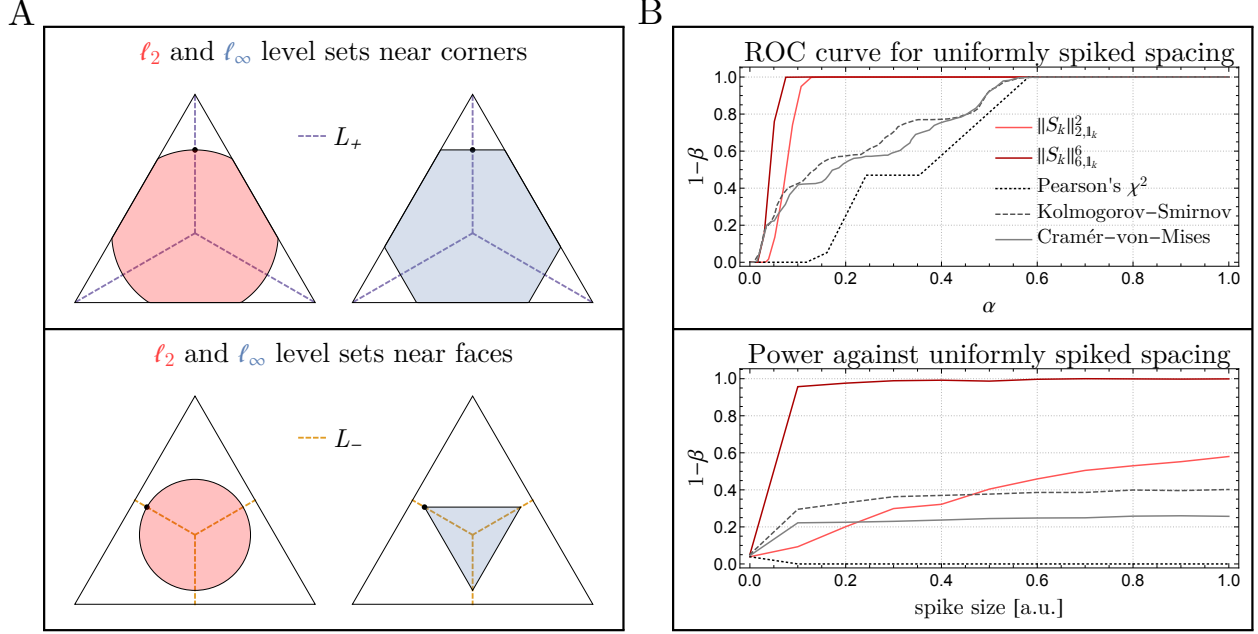 A
ℓ₂ and ℓ∞ level sets near corners
L₊
ℓ₂ and ℓ∞ level sets near faces
L₋
B
ROC curve for uniformly spiked spacing
1−β
1.0
0.8
0.6
0.4
0.2
0.0
‖Sₖ‖²₂,𝟙ₖ
‖Sₖ‖⁶₆,𝟙ₖ
Pearson's χ²
Kolmogorov−Smirnov
Cramér−von−Mises
0.0 0.2 0.4 0.6 0.8 1.0
α
Power against uniformly spiked spacing
1−β
1.0
0.8
0.6
0.4
0.2
0.0
0.0 0.2 0.4 0.6 0.8 1.0
spike size [a.u.]